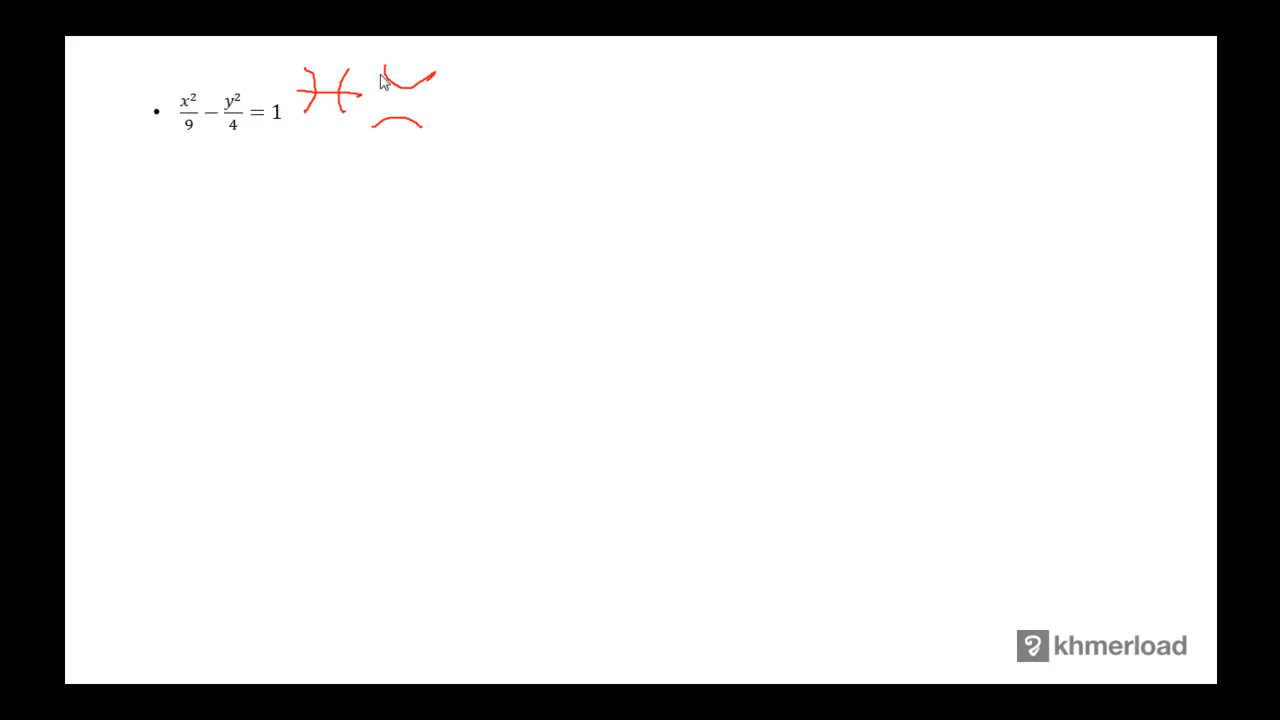 • x²/9 − y²/4 = 1
khmerload